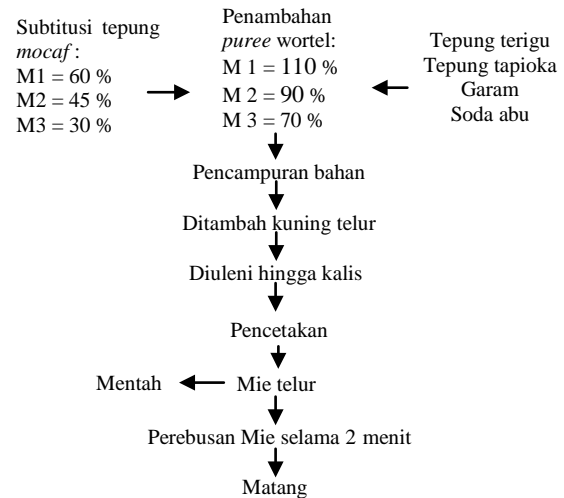 Subtitusi tepung
mocaf :
M1 = 60 %
M2 = 45 %
M3 = 30 %
Penambahan
puree wortel:
M 1 = 110 %
M 2 = 90 %
M 3 = 70 %
Tepung terigu
Tepung tapioka
Garam
Soda abu
Pencampuran bahan
Ditambah kuning telur
Diuleni hingga kalis
Pencetakan
Mentah
Mie telur
Perebusan Mie selama 2 menit
Matang